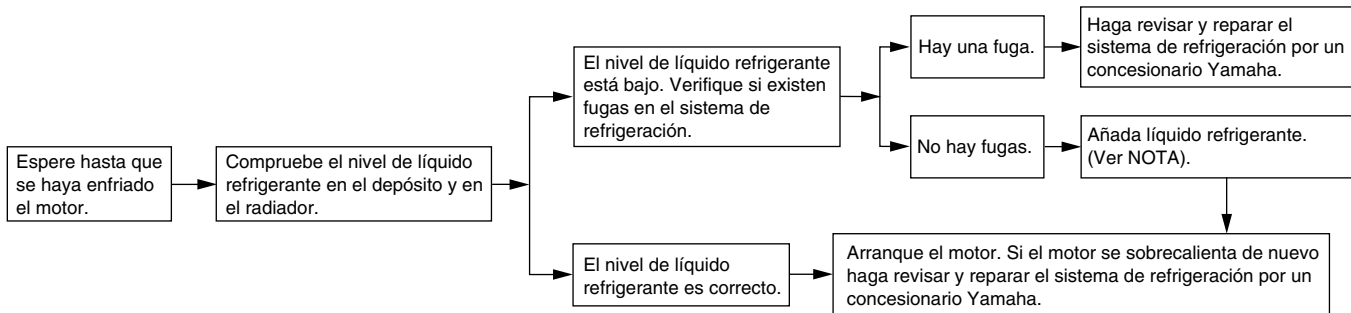 Espere hasta que
se haya enfriado
el motor.
Compruebe el nivel de líquido
refrigerante en el depósito y en
el radiador.
El nivel de líquido refrigerante
está bajo. Verifique si existen
fugas en el sistema de
refrigeración.
Hay una fuga.
Haga revisar y reparar el
sistema de refrigeración por un
concesionario Yamaha.
No hay fugas.
Añada líquido refrigerante.
(Ver NOTA).
El nivel de líquido
refrigerante es correcto.
Arranque el motor. Si el motor se sobrecalienta de nuevo
haga revisar y reparar el sistema de refrigeración por un
concesionario Yamaha.